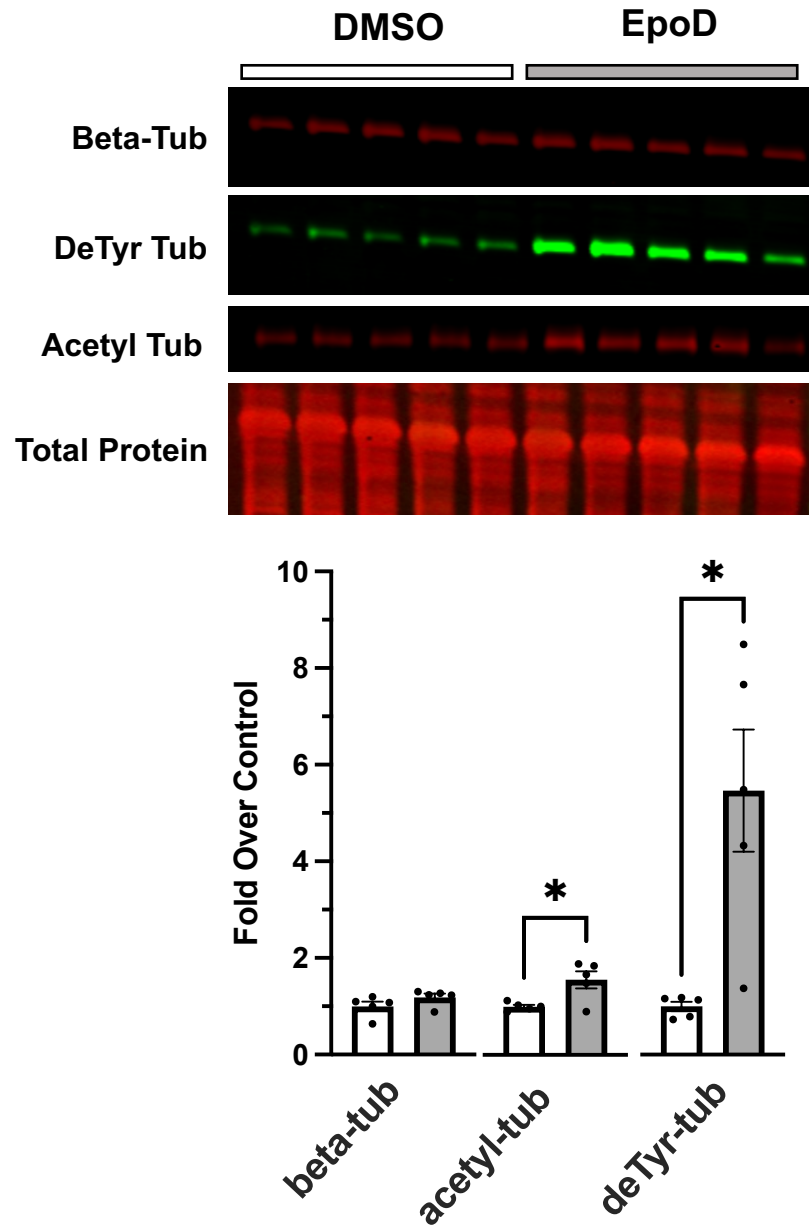 DMSO EpoD
Beta-Tub
DeTyr Tub
Acetyl Tub
Total Protein
Fold Over Control
10
8
6
4
2
0
*
*
beta-tub
acetyl-tub
deTyr-tub